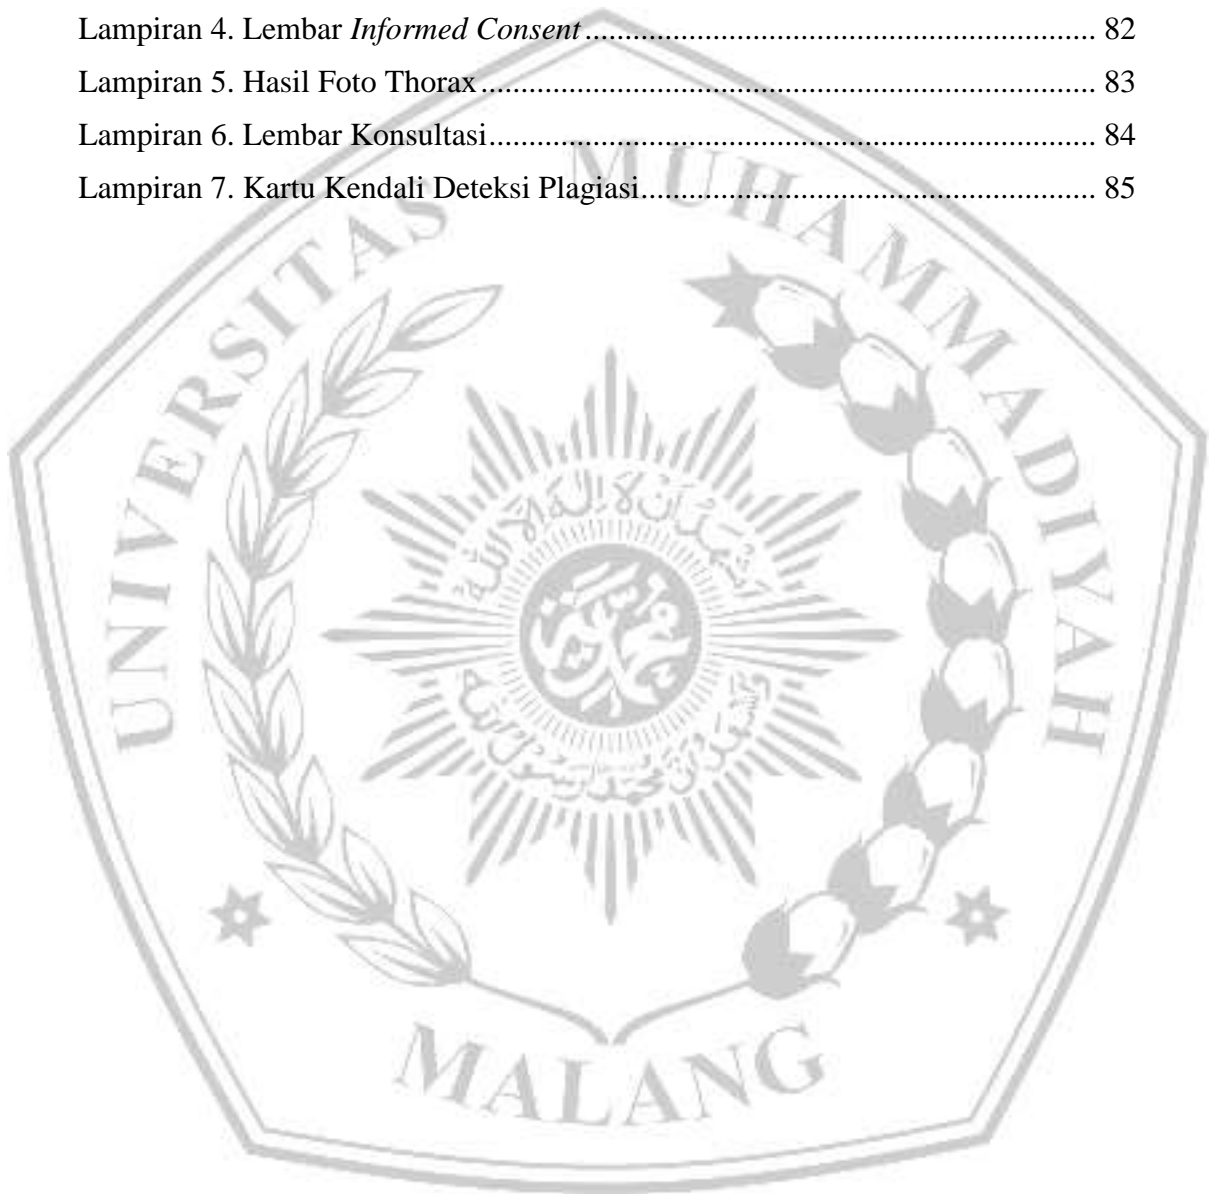 Lampiran 4. Lembar Informed Consent ................................................................ 82
Lampiran 5. Hasil Foto Thorax ............................................................................. 83
Lampiran 6. Lembar Konsultasi ............................................................................ 84
Lampiran 7. Kartu Kendali Deteksi Plagiasi ......................................................... 85
UNIVERSITAS MUHAMMADIYAH
MALANG